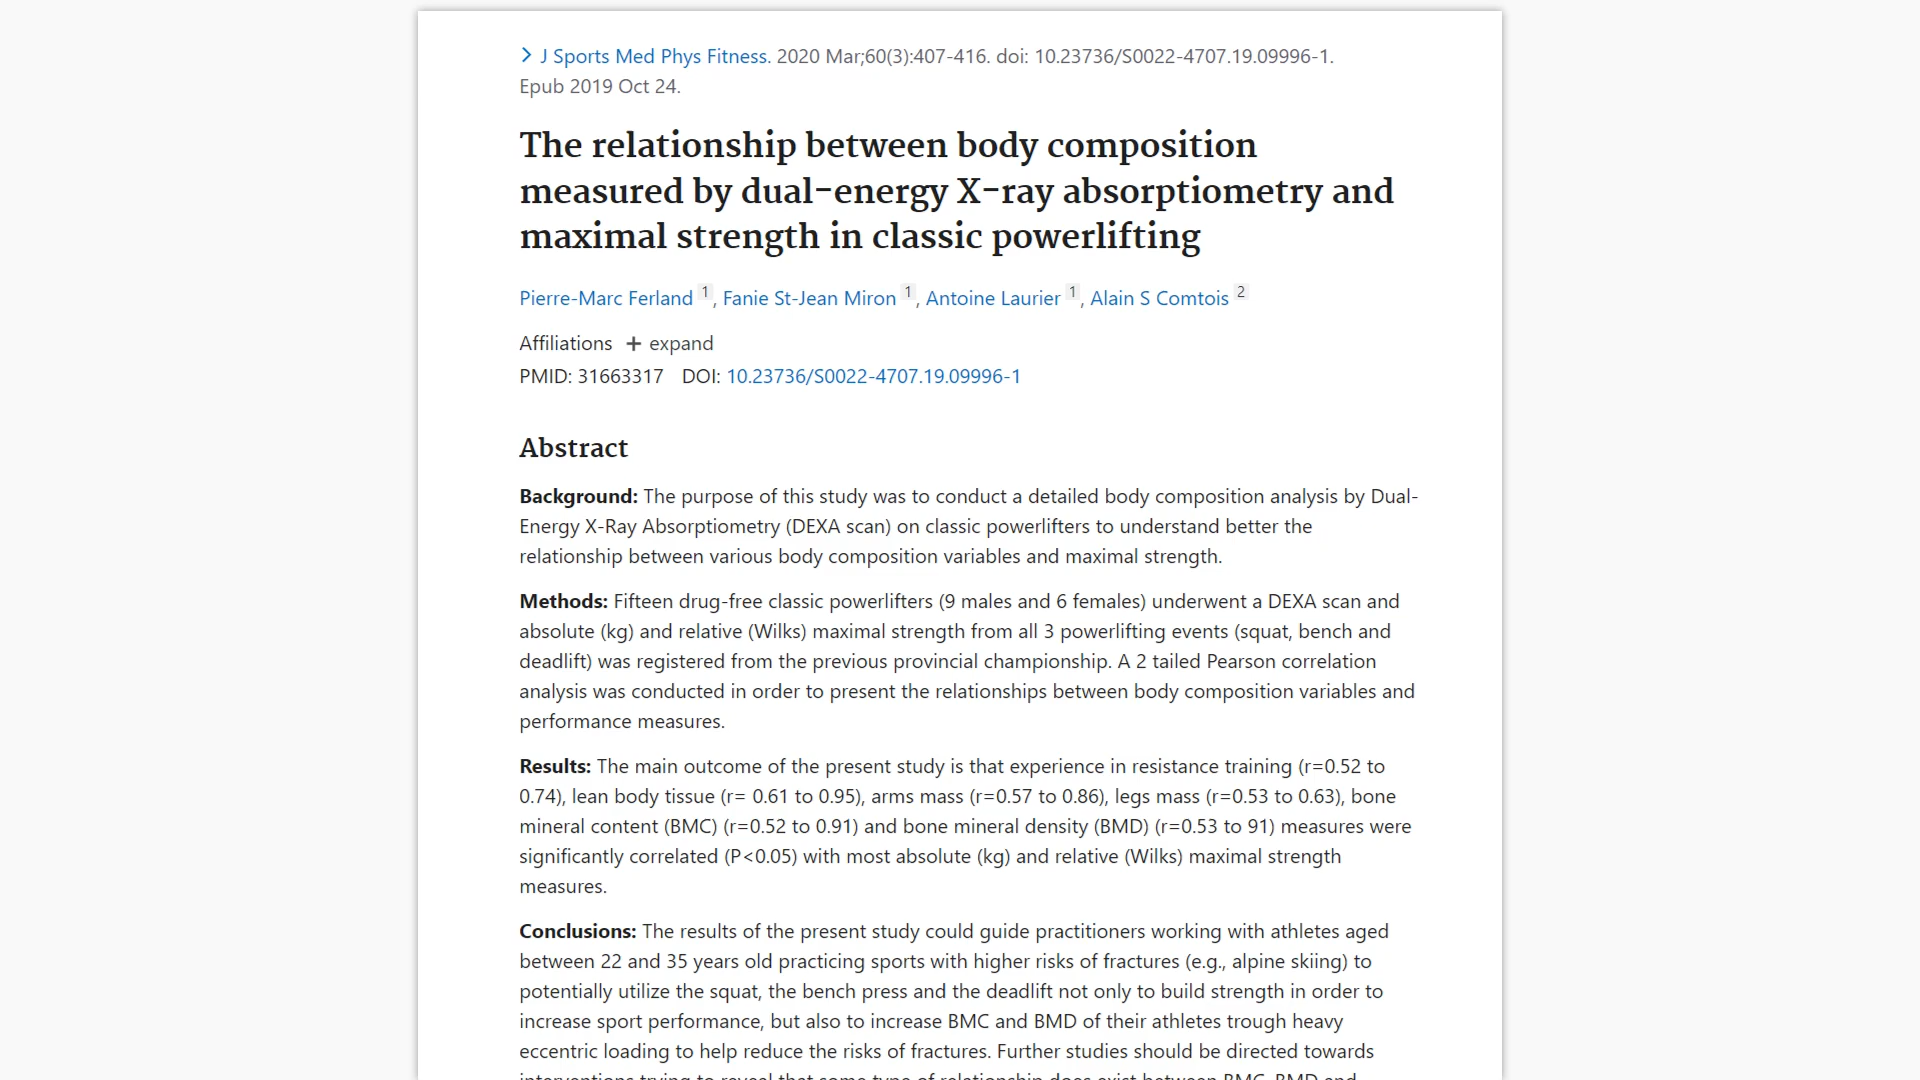 J Sports Med Phys Fitness. 2020 Mar;60(3):407-416. doi: 10.23736/S0022-4707.19.09996-1.
Epub 2019 Oct 24.
The relationship between body composition
measured by dual-energy X-ray absorptiometry and
maximal strength in classic powerlifting
Pierre-Marc Ferland 1, Fanie St-Jean Miron 1, Antoine Laurier 1, Alain S Comtois 2
Affiliations + expand
PMID: 31663317 DOI: 10.23736/S0022-4707.19.09996-1
Abstract
Background: The purpose of this study was to conduct a detailed body composition analysis by Dual-
Energy X-Ray Absorptiometry (DEXA scan) on classic powerlifters to understand better the
relationship between various body composition variables and maximal strength.
Methods: Fifteen drug-free classic powerlifters (9 males and 6 females) underwent a DEXA scan and
absolute (kg) and relative (Wilks) maximal strength from all 3 powerlifting events (squat, bench and
deadlift) was registered from the previous provincial championship. A 2 tailed Pearson correlation
analysis was conducted in order to present the relationships between body composition variables and
performance measures.
Results: The main outcome of the present study is that experience in resistance training (r=0.52 to
0.74), lean body tissue (r= 0.61 to 0.95), arms mass (r=0.57 to 0.86), legs mass (r=0.53 to 0.63), bone
mineral content (BMC) (r=0.52 to 0.91) and bone mineral density (BMD) (r=0.53 to 91) measures were
significantly correlated (P<0.05) with most absolute (kg) and relative (Wilks) maximal strength
measures.
Conclusions: The results of the present study could guide practitioners working with athletes aged
between 22 and 35 years old practicing sports with higher risks of fractures (e.g., alpine skiing) to
potentially utilize the squat, the bench press and the deadlift not only to build strength in order to
increase sport performance, but also to increase BMC and BMD of their athletes trough heavy
eccentric loading to help reduce the risks of fractures. Further studies should be directed towards
interventions trying to reveal that some type of relationship does exist between BMC, BMD and